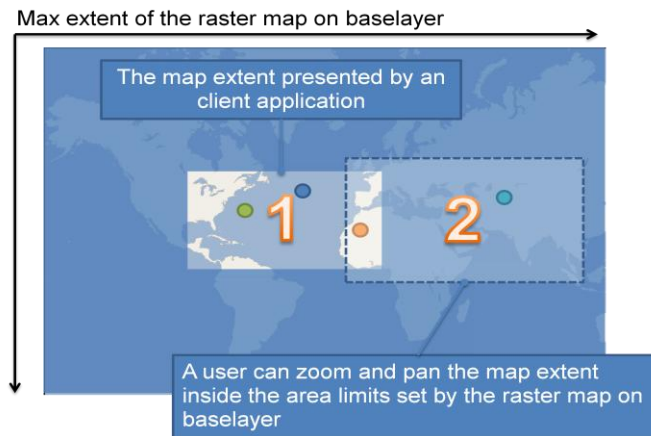 Max extent of the raster map on baselayer
The map extent presented by an
client application
1
2
A user can zoom and pan the map extent
inside the area limits set by the raster map on
baselayer